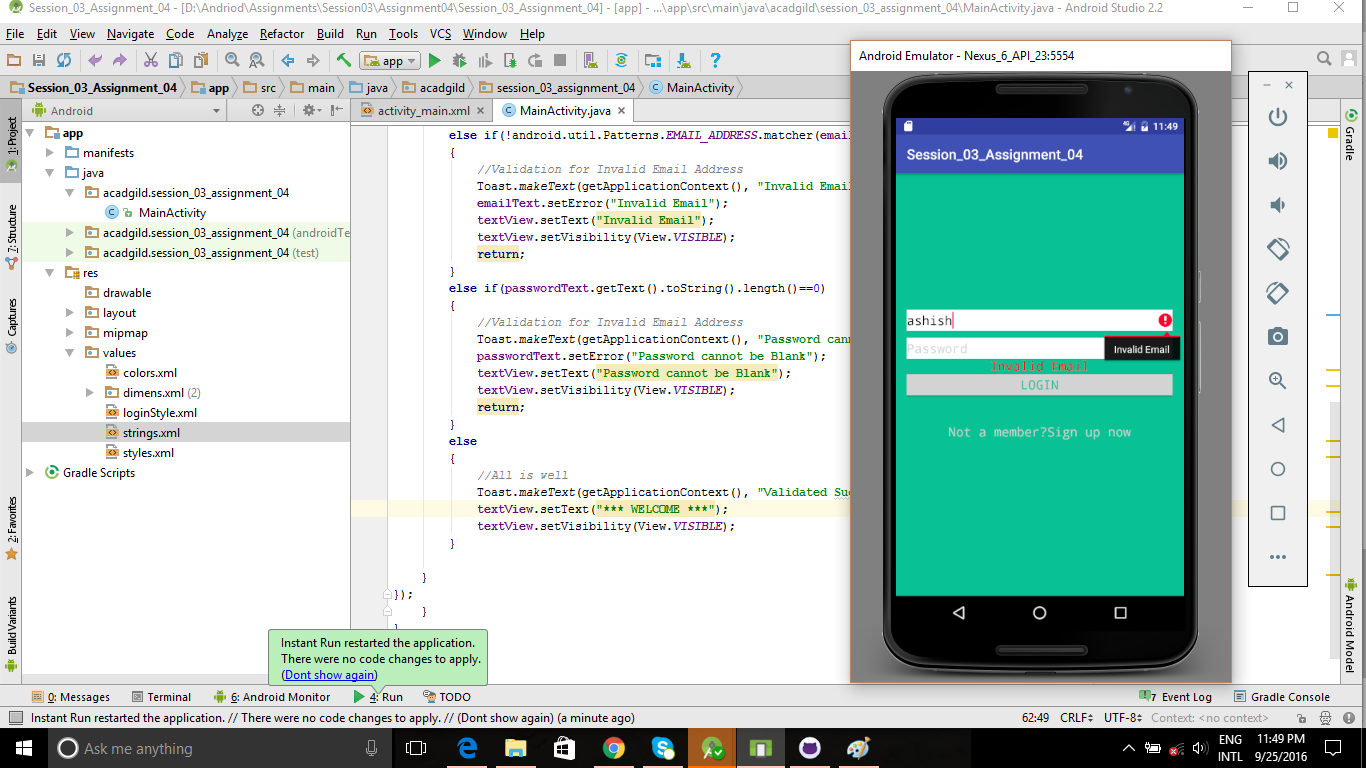 Session_03_Assignment_04 - [D:\Andriod\Assignments\Session03\Assignment04\Session_03_Assignment_04] - [app] - ...\app\src\main\java\acadgild\session_03_assignment_04\MainActivity.java - Android Studio 2.2
File Edit View Navigate Code Analyze Refactor Build Run Tools VCS Window Help
app
Session_03_Assignment_04 app src main java acadgild session_03_assignment_04 MainActivity
Android
activity_main.xml
MainActivity.java
1: Project
7: Structure
Captures
2: Favorites
Build Variants
app
manifests
java
acadgild.session_03_assignment_04
MainActivity
acadgild.session_03_assignment_04 (androidTe
acadgild.session_03_assignment_04 (test)
res
drawable
layout
mipmap
values
colors.xml
dimens.xml (2)
loginStyle.xml
strings.xml
styles.xml
Gradle Scripts
else if(!android.util.Patterns.EMAIL_ADDRESS.matcher(email
{
//Validation for Invalid Email Address
Toast.makeText(getApplicationContext(), "Invalid Email
emailText.setError("Invalid Email");
textView.setText("Invalid Email");
textView.setVisibility(View.VISIBLE);
return;
}
else if(passwordText.getText().toString().length()==0)
{
//Validation for Invalid Email Address
Toast.makeText(getApplicationContext(), "Password cann
passwordText.setError("Password cannot be Blank");
textView.setText("Password cannot be Blank");
textView.setVisibility(View.VISIBLE);
return;
}
else
{
//All is well
Toast.makeText(getApplicationContext(), "Validated Suc
textView.setText("*** WELCOME ***");
textView.setVisibility(View.VISIBLE);
}
}
});
}
}
Android Emulator - Nexus_6_API_23:5554
11:49
Session_03_Assignment_04
ashish
Password
Invalid Email
Invalid Email
LOGIN
Not a member?Sign up now
Gradle
Android Model
Instant Run restarted the application.
There were no code changes to apply.
(Dont show again)
0: Messages Terminal 6: Android Monitor 4: Run TODO 7 Event Log Gradle Console
Instant Run restarted the application. // There were no code changes to apply. // (Dont show again) (a minute ago) 62:49 CRLF UTF-8 Context: <no context>
Ask me anything
ENG
INTL
11:49 PM
9/25/2016